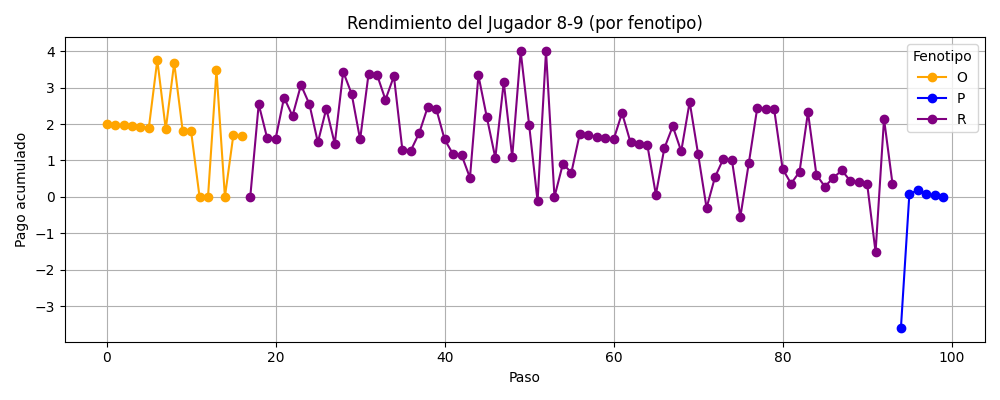 Rendimiento del Jugador 8-9 (por fenotipo)
Fenotipo
O
P
R
Pago acumulado
4
3
2
1
0
−1
−2
−3
0 20 40 60 80 100
Paso